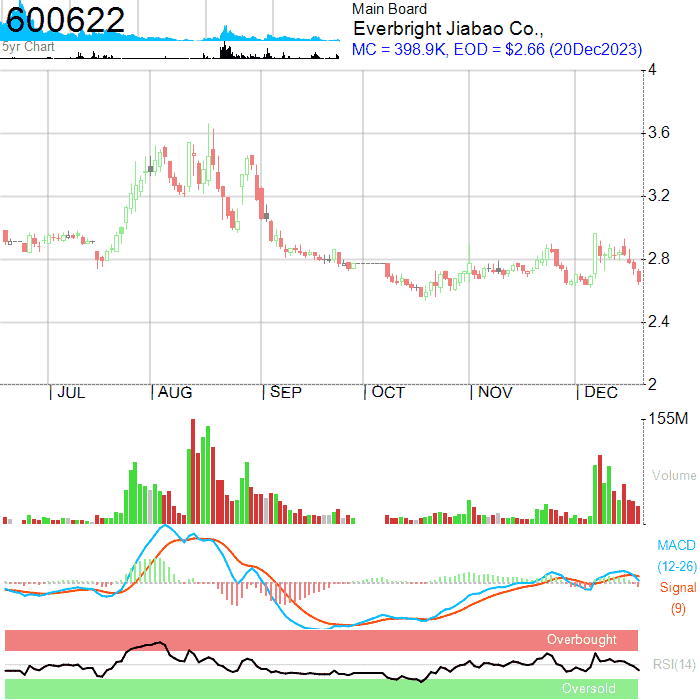 600622
5yr Chart
Main Board
Everbright Jiabao Co.,
MC = 398.9K, EOD = $2.66 (20Dec2023)
4
3.6
3.2
2.8
2.4
2
JUL
AUG
SEP
OCT
NOV
DEC
155M
Volume
MACD
(12-26)
Signal
(9)
Overbought
RSI(14)
Oversold